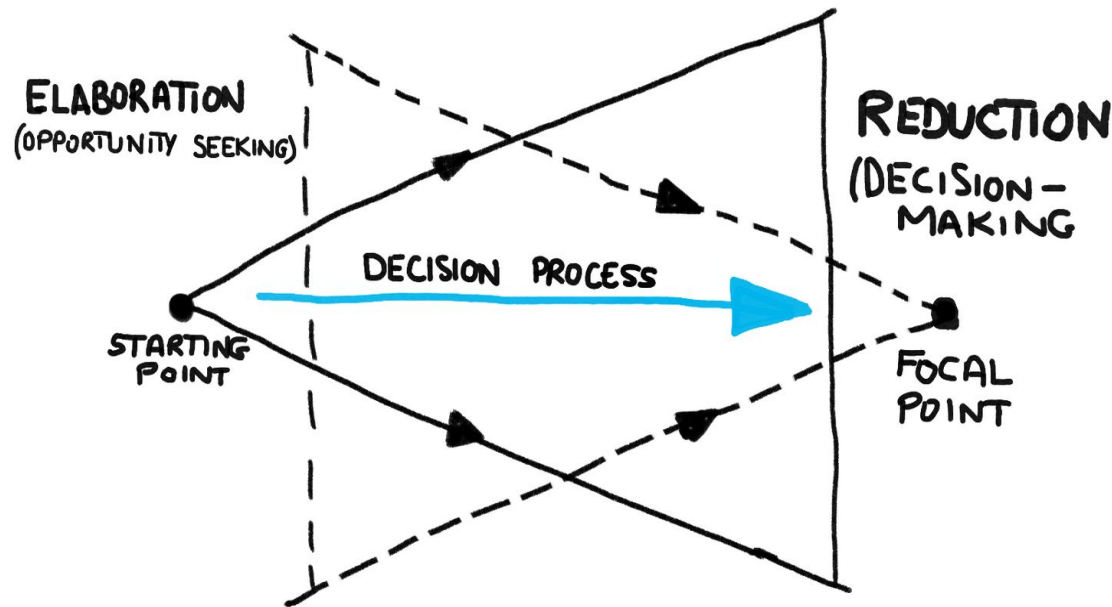 ELABORATION
(OPPORTUNITY SEEKING)
REDUCTION
(DECISION-
MAKING
DECISION PROCESS
STARTING
POINT
FOCAL
POINT